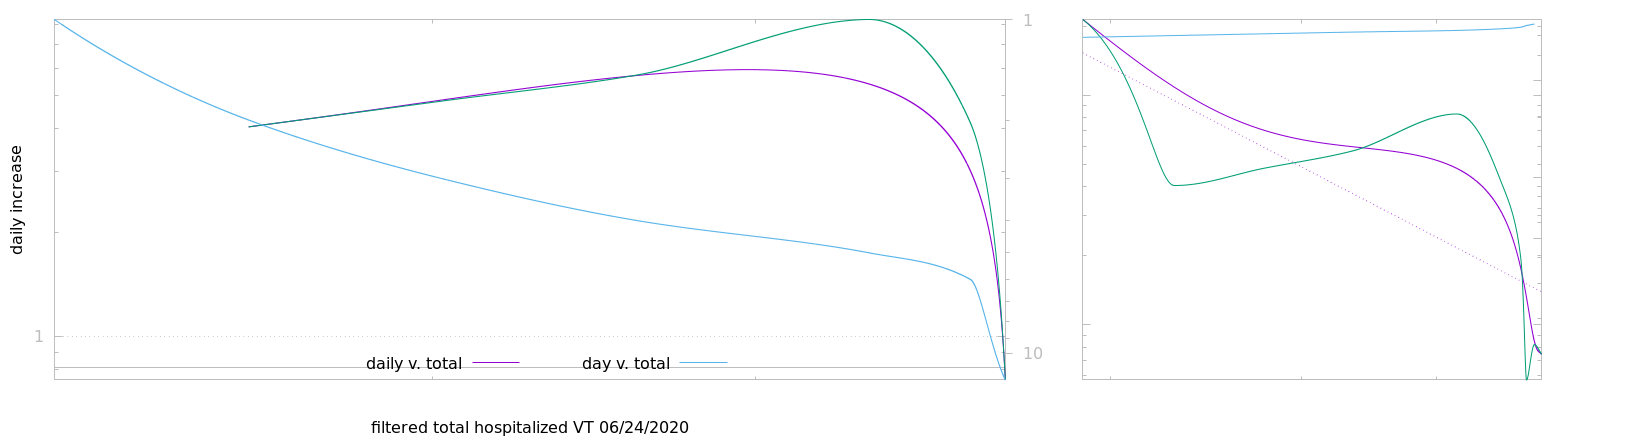 daily increase
1
1
10
daily v. total
day v. total
filtered total hospitalized VT 06/24/2020